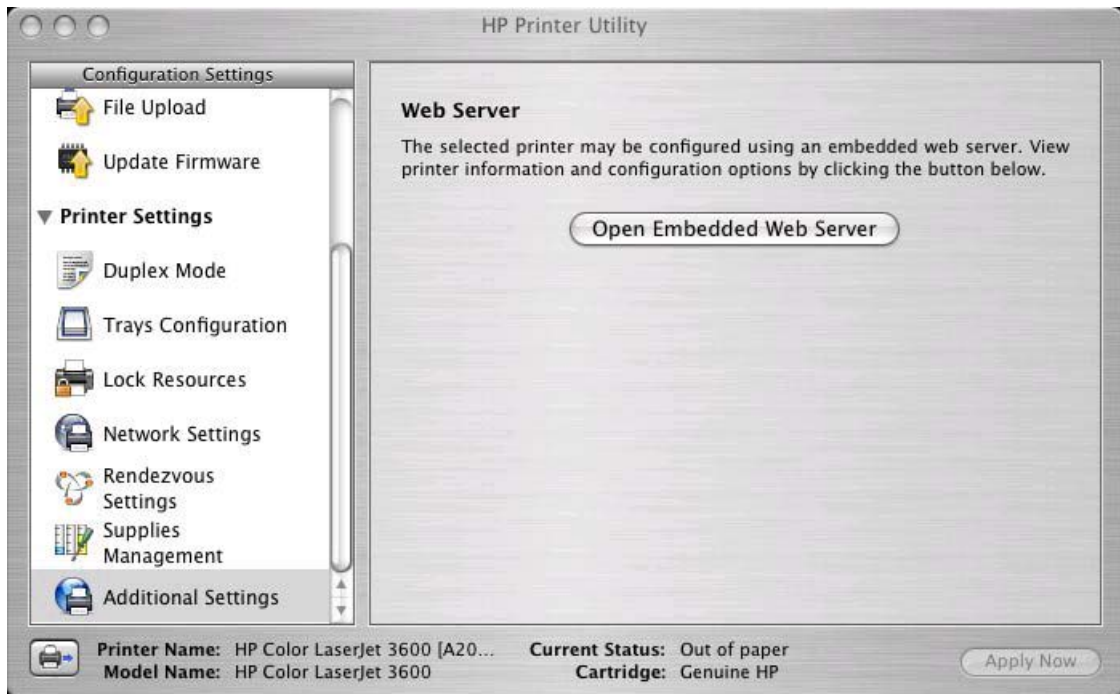 HP Printer Utility
Configuration Settings
File Upload
Update Firmware
Printer Settings
Duplex Mode
Trays Configuration
Lock Resources
Network Settings
Rendezvous
Settings
Supplies
Management
Additional Settings
Web Server
The selected printer may be configured using an embedded web server. View
printer information and configuration options by clicking the button below.
Open Embedded Web Server
Printer Name: HP Color LaserJet 3600 [A20...
Model Name: HP Color LaserJet 3600
Current Status: Out of paper
Cartridge: Genuine HP
Apply Now